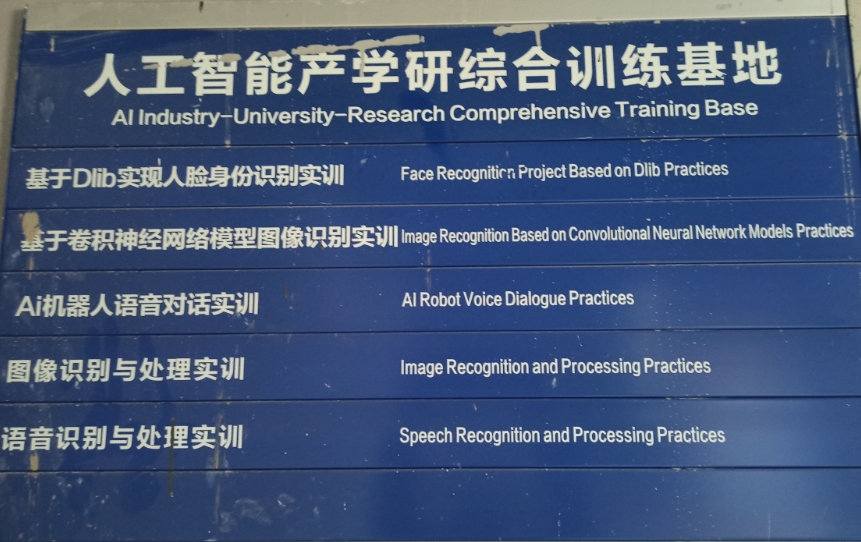 人工智能产学研综合训练基地
AI Industry-University-Research Comprehensive Training Base
基于Dlib实现人脸身份识别实训 Face Recognition Project Based on Dlib Practices
基于卷积神经网络模型图像识别实训 Image Recognition Based on Convolutional Neural Network Models Practices
Ai机器人语音对话实训 AI Robot Voice Dialogue Practices
图像识别与处理实训 Image Recognition and Processing Practices
语音识别与处理实训 Speech Recognition and Processing Practices